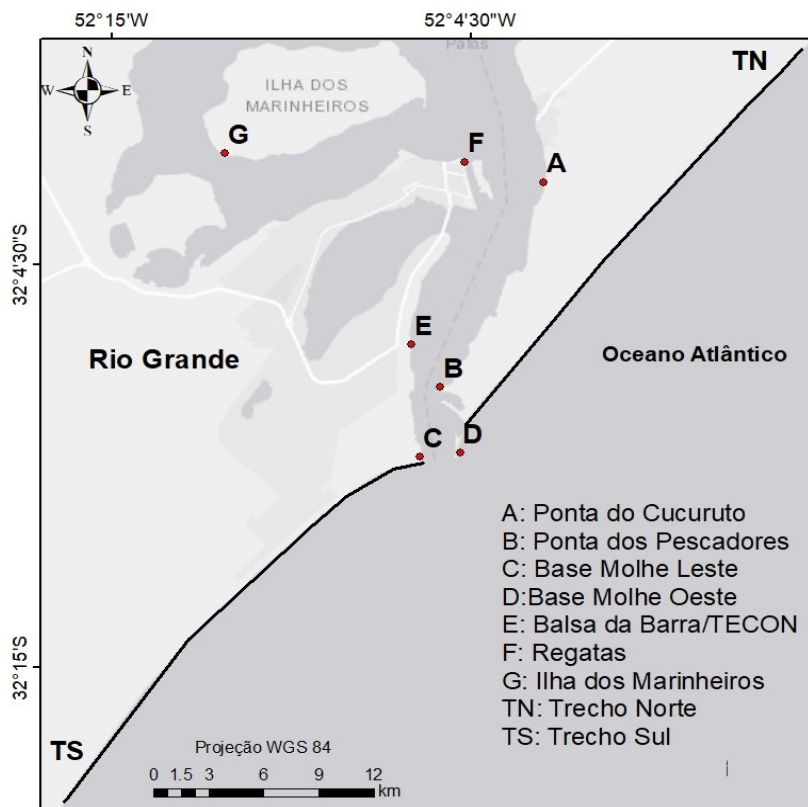 52°15'W
52°4'30"W
Patos
N
W
E
S
ILHA DOS
MARINHEIROS
TN
G
F
A
32°4'30"S
E
Rio Grande
Oceano Atlântico
B
C
D
A: Ponta do Cucuruto
B: Ponta dos Pescadores
C: Base Molhe Leste
D:Base Molhe Oeste
E: Balsa da Barra/TECON
F: Regatas
G: Ilha dos Marinheiros
TN: Trecho Norte
TS: Trecho Sul
32°15'S
TS
Projeção WGS 84
0 1.5 3 6 9 12
km